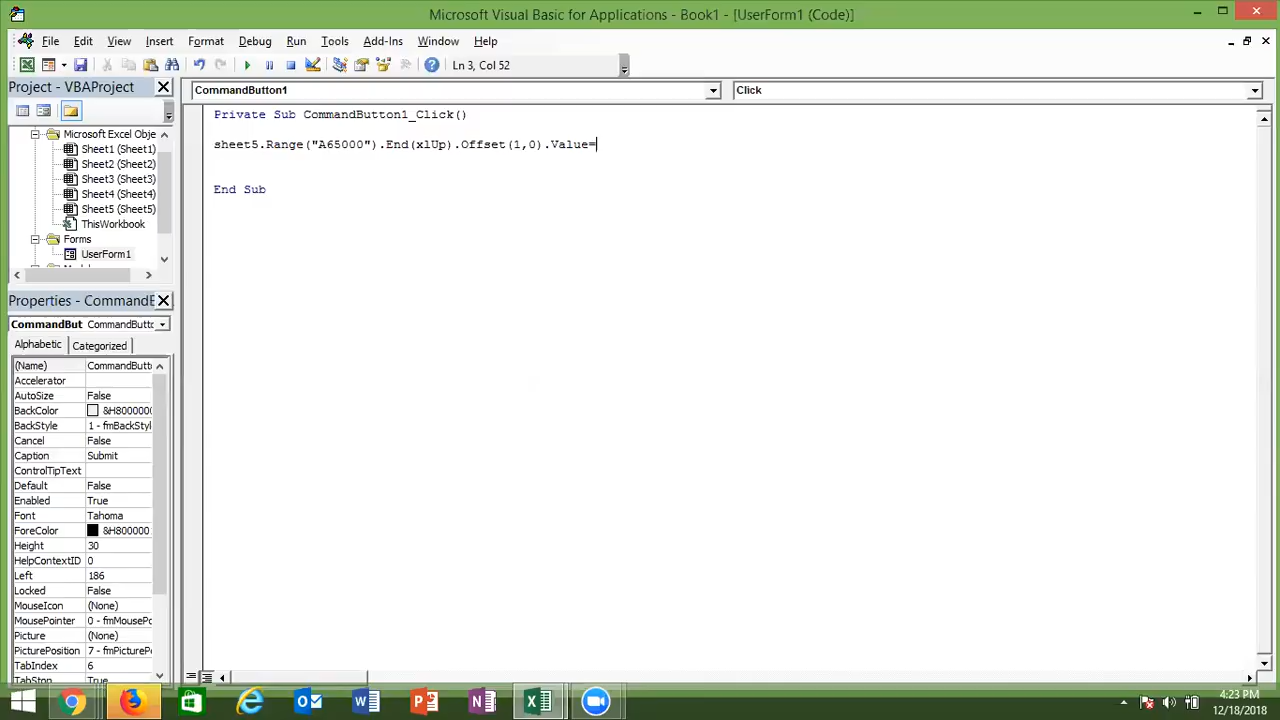 Microsoft Visual Basic for Applications - Book1 - [UserForm1 (Code)]
File Edit View Insert Format Debug Run Tools Add-Ins Window Help
Ln 3, Col 52
Project - VBAProject
Microsoft Excel Obje
Sheet1 (Sheet1)
Sheet2 (Sheet2)
Sheet3 (Sheet3)
Sheet4 (Sheet4)
Sheet5 (Sheet5)
ThisWorkbook
Forms
UserForm1
Properties - CommandB
CommandBut CommandButto
Alphabetic Categorized
(Name) CommandButt
Accelerator
AutoSize False
BackColor &H8000000
BackStyle 1 - fmBackStyl
Cancel False
Caption Submit
ControlTipText
Default False
Enabled True
Font Tahoma
ForeColor &H800000
Height 30
HelpContextID 0
Left 186
Locked False
MouseIcon (None)
MousePointer 0 - fmMousePo
Picture (None)
PicturePosition 7 - fmPicturePo
TabIndex 6
TabStop True
CommandButton1 Click
Private Sub CommandButton1_Click()
sheet5.Range("A65000").End(xlUp).Offset(1,0).Value=
End Sub
4:23 PM
12/18/2018